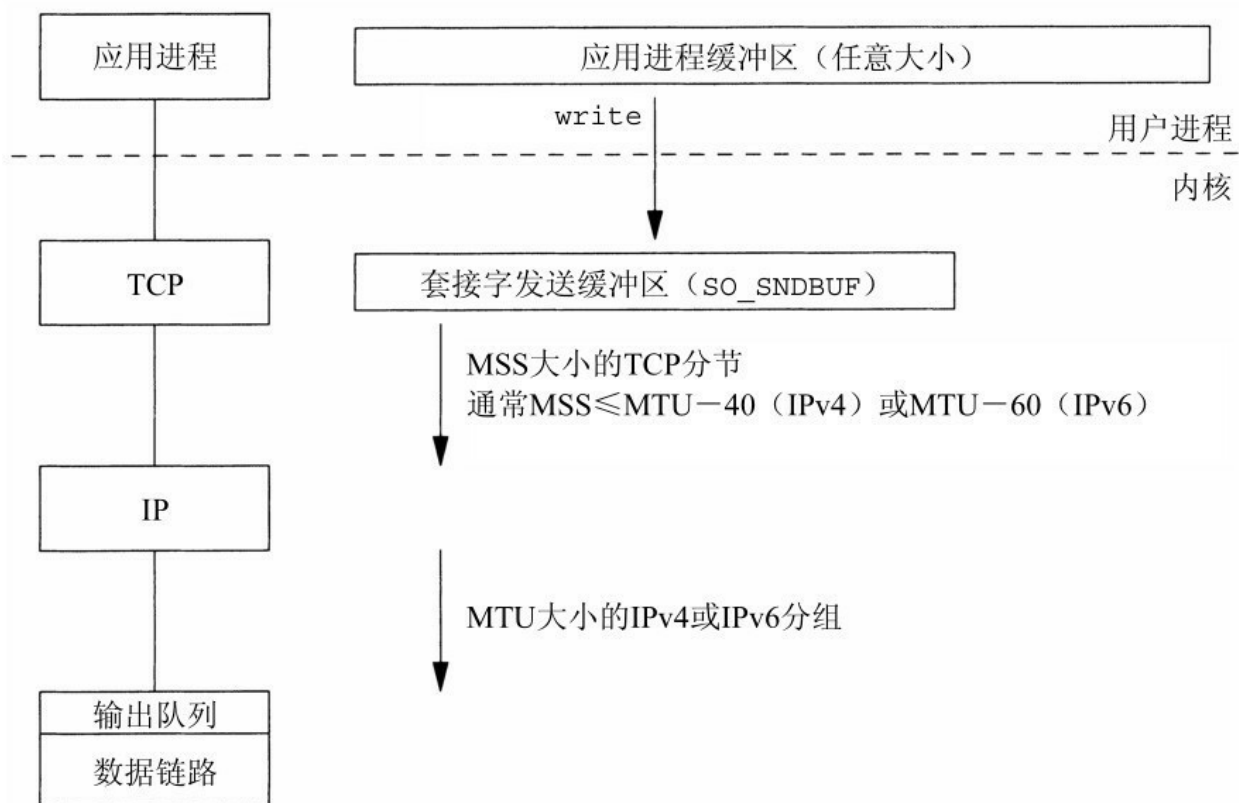 应用进程
应用进程缓冲区（任意大小）
write
用户进程
内核
TCP
套接字发送缓冲区（SO_SNDBUF）
MSS大小的TCP分节
通常MSS≤MTU－40（IPv4）或MTU－60（IPv6）
IP
MTU大小的IPv4或IPv6分组
输出队列
数据链路